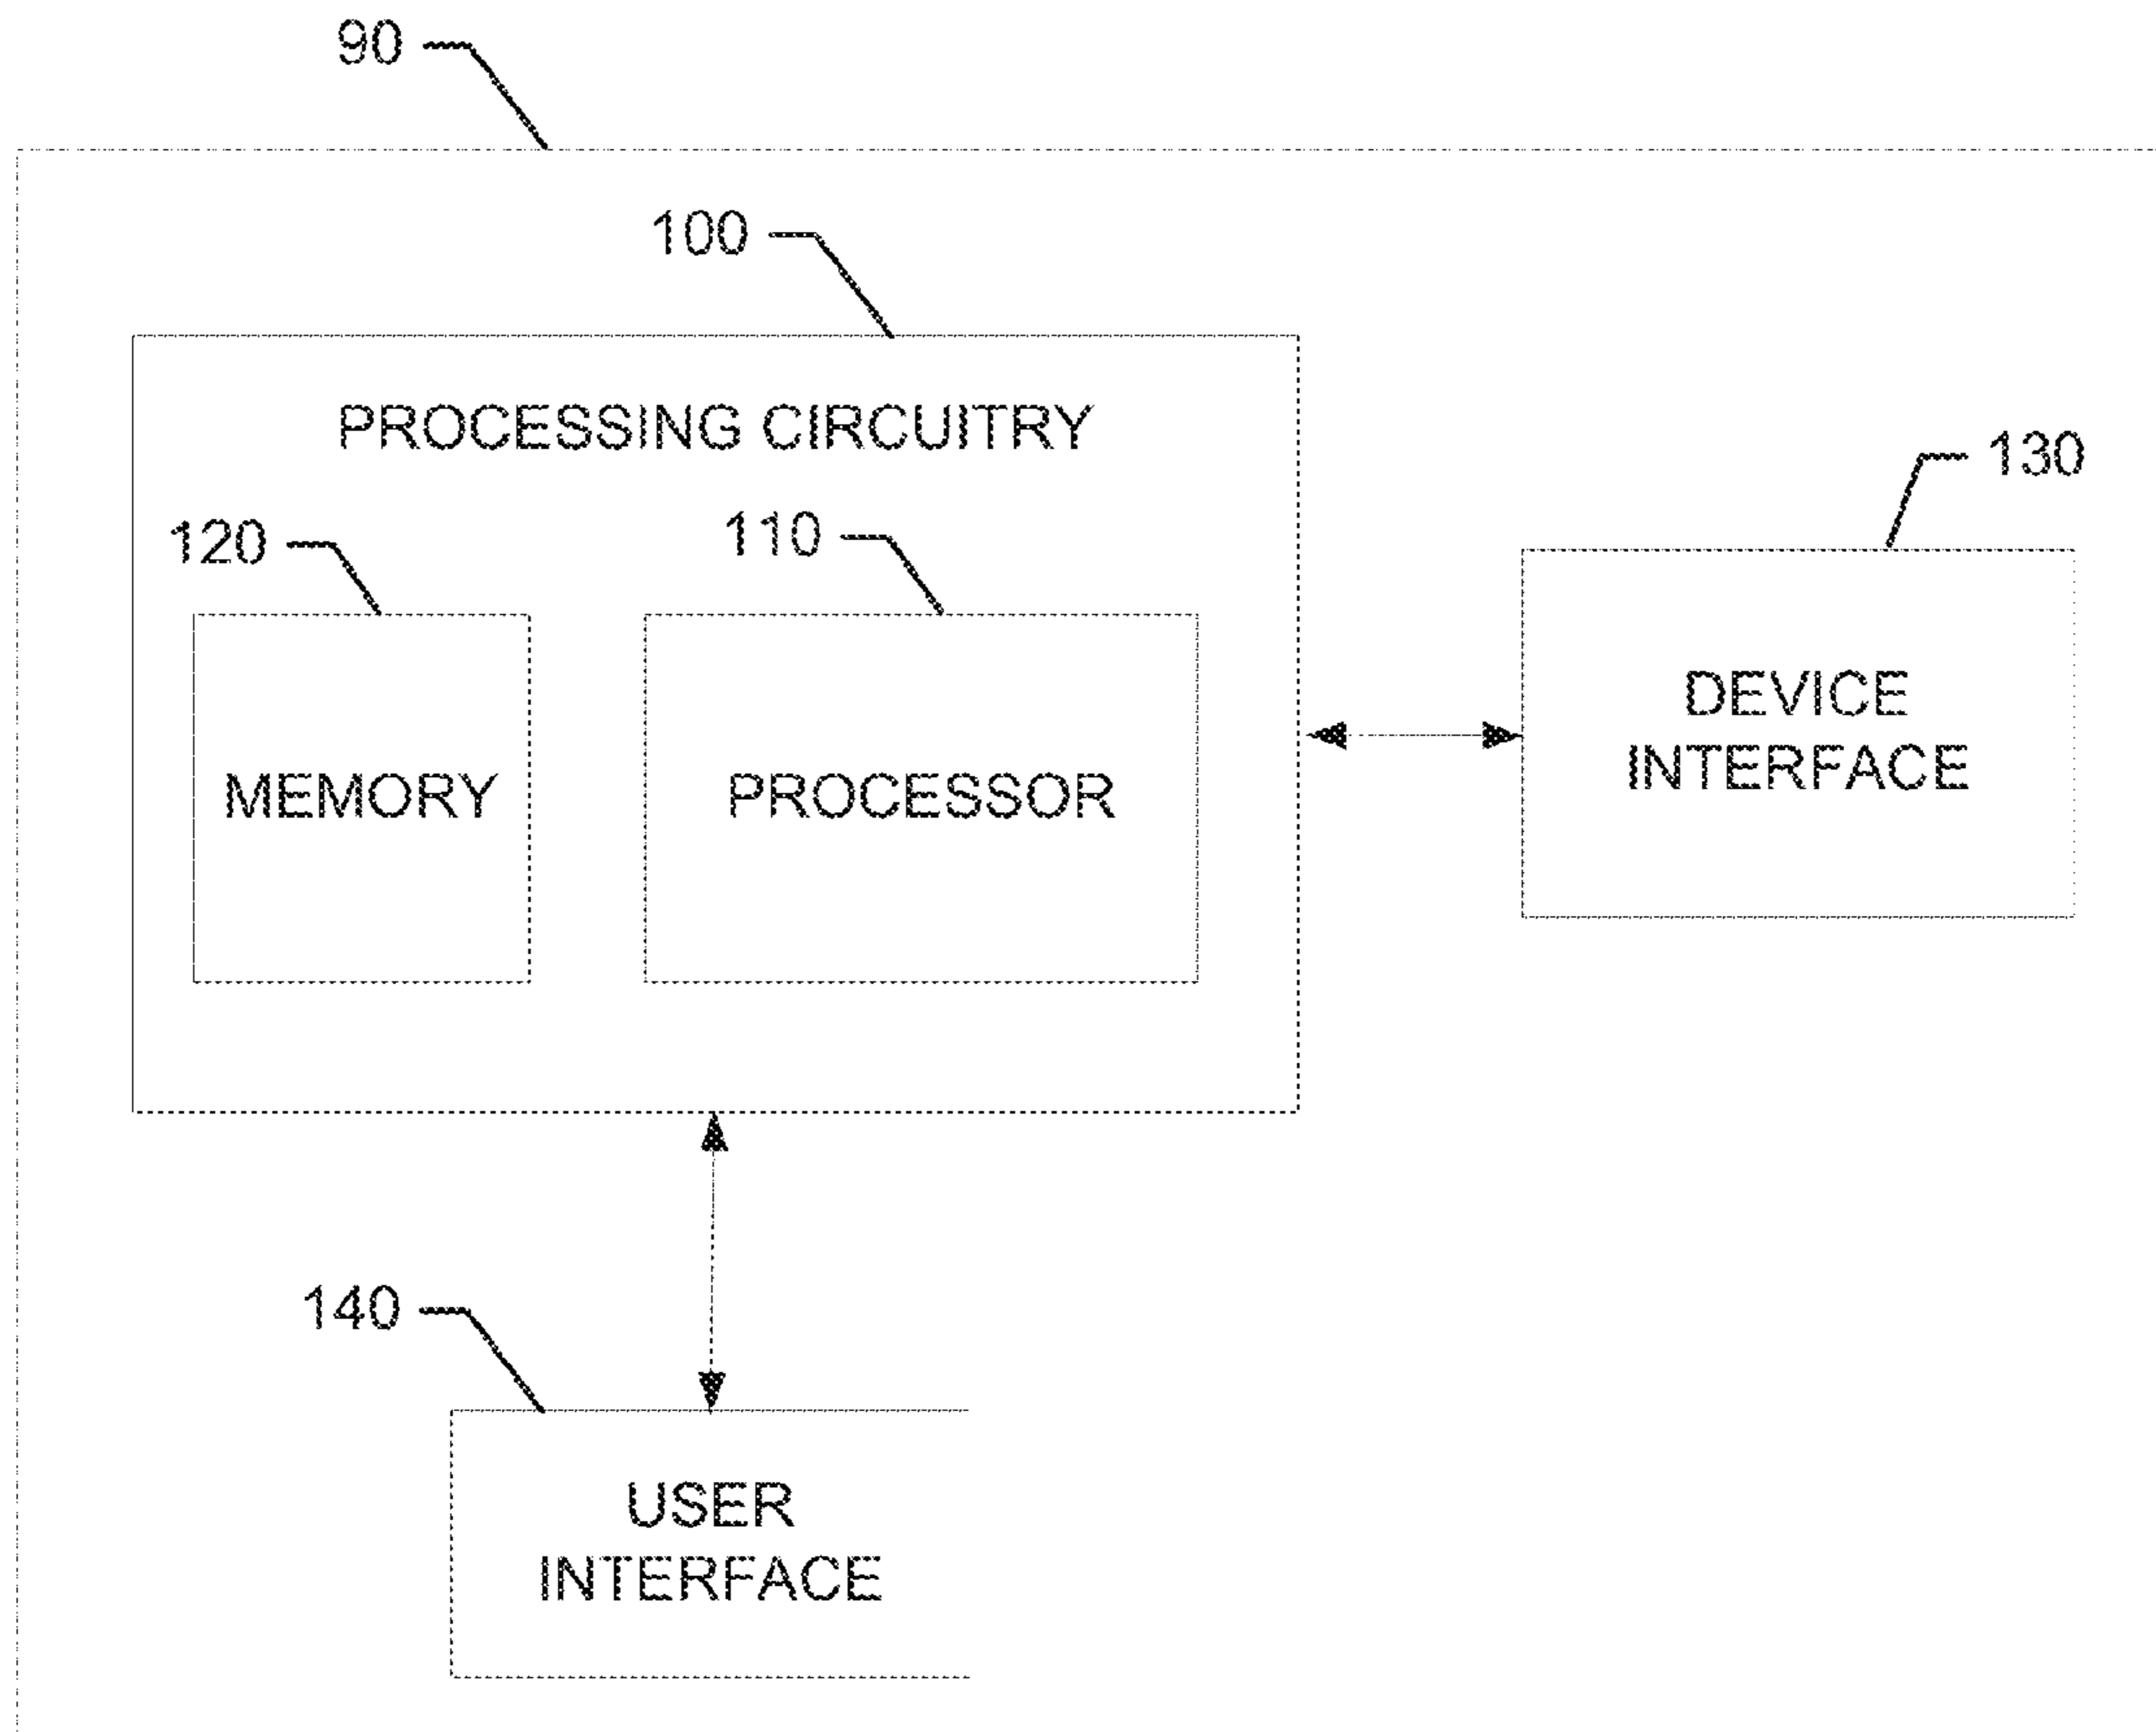 90
100
PROCESSING CIRCUITRY
130
120
110
DEVICE
INTERFACE
MEMORY
PROCESSOR
140
USER
INTERFACE